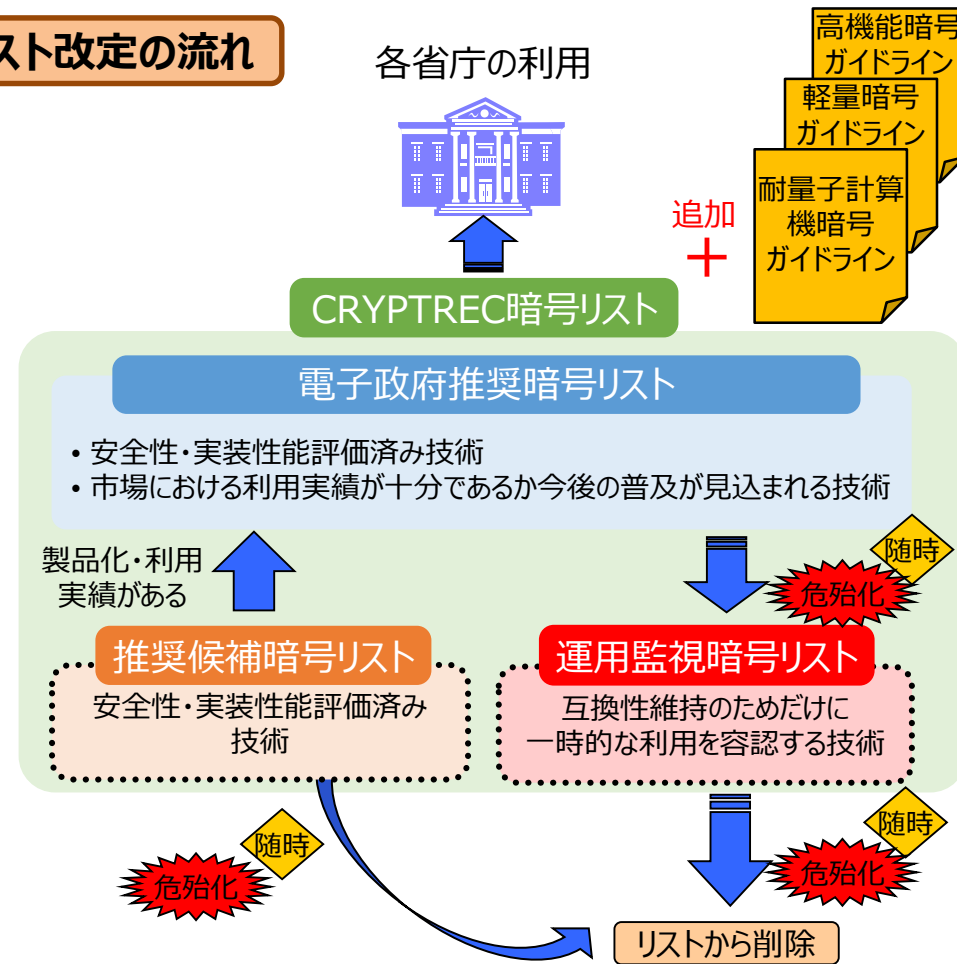 スト改定の流れ
各省庁の利用
高機能暗号
ガイドライン
軽量暗号
ガイドライン
耐量子計算
機暗号
ガイドライン
追加
+
CRYPTREC暗号リスト
電子政府推奨暗号リスト
• 安全性・実装性能評価済み技術
• 市場における利用実績が十分であるか今後の普及が見込まれる技術
製品化・利用
実績がある
随時
危殆化
推奨候補暗号リスト
安全性・実装性能評価済み
技術
運用監視暗号リスト
互換性維持のためだけに
一時的な利用を容認する技術
随時
危殆化
随時
危殆化
リストから削除